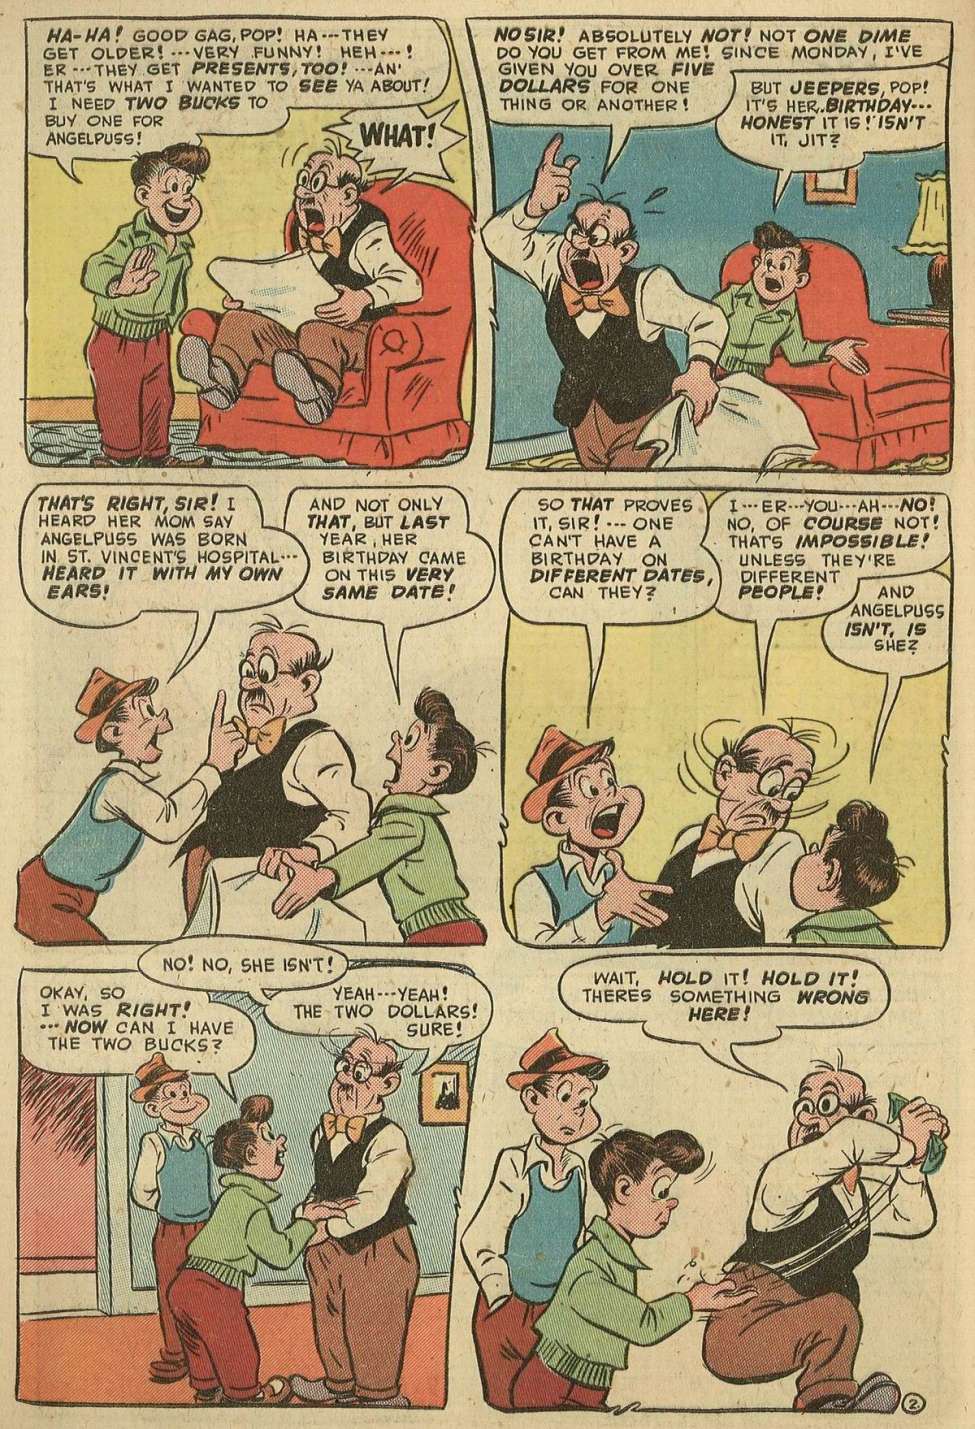 HA-HA! GOOD GAG, POP! HA---THEY
GET OLDER! ---VERY FUNNY! HEH---!
ER---THEY GET PRESENTS, TOO! ---AN'
THAT'S WHAT I WANTED TO SEE YA ABOUT!
I NEED TWO BUCKS TO
BUY ONE FOR
ANGELPUSS!
WHAT!
NO SIR! ABSOLUTELY NOT! NOT ONE DIME
DO YOU GET FROM ME! SINCE MONDAY, I'VE
GIVEN YOU OVER FIVE
DOLLARS FOR ONE
THING OR ANOTHER!
BUT JEEPERS, POP!
IT'S HER..BIRTHDAY---
HONEST IT IS! ISN'T
IT, JIT?
THAT'S RIGHT, SIR! I
HEARD HER MOM SAY
ANGELPUSS WAS BORN
IN ST. VINCENT'S HOSPITAL---
HEARD IT WITH MY OWN
EARS!
AND NOT ONLY
THAT, BUT LAST
YEAR, HER
BIRTHDAY CAME
ON THIS VERY
SAME DATE!
SO THAT PROVES
IT, SIR! --- ONE
CAN'T HAVE A
BIRTHDAY ON
DIFFERENT DATES,
CAN THEY?
I---ER---YOU---AH---NO!
NO, OF COURSE NOT!
THAT'S IMPOSSIBLE!
UNLESS THEY'RE
DIFFERENT
PEOPLE!
AND
ANGELPUSS
ISN'T, IS
SHE?
NO! NO, SHE ISN'T!
OKAY, SO
I WAS RIGHT!
---NOW CAN I HAVE
THE TWO BUCKS?
YEAH---YEAH!
THE TWO DOLLARS!
SURE!
WAIT, HOLD IT! HOLD IT!
THERES SOMETHING WRONG
HERE!
2